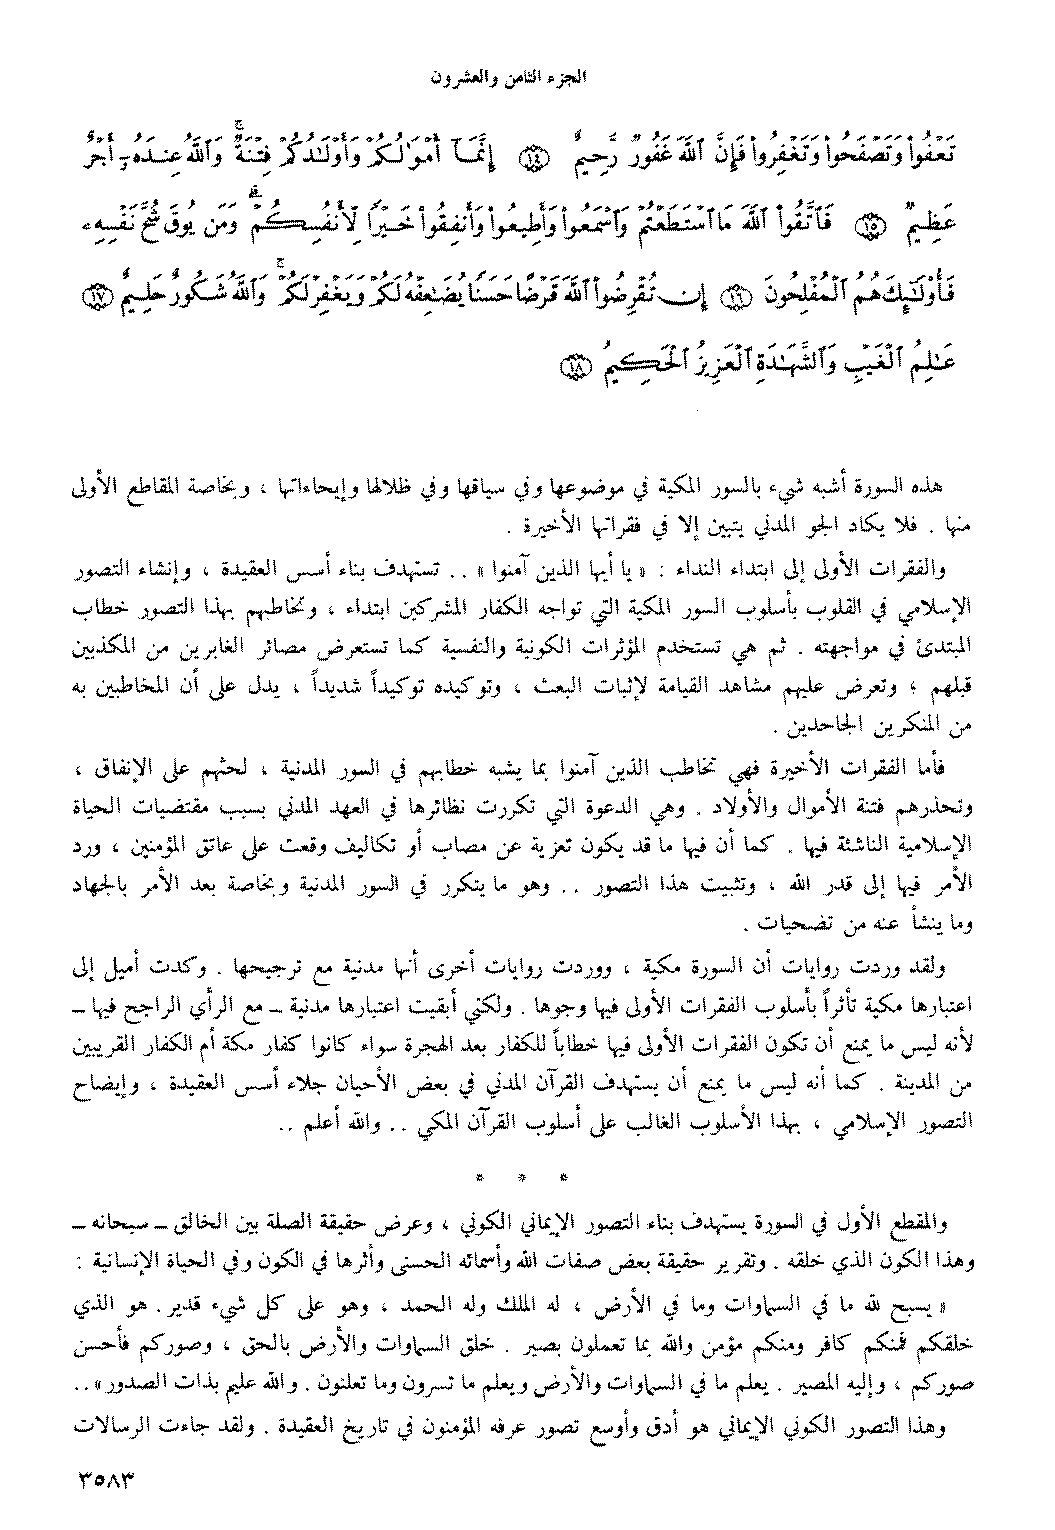 الجزء الثامن والعشرون
تَعْفُوا۟ وَتَصْفَحُوا۟ وَتَغْفِرُوا۟ فَإِنَّ ٱللَّهَ غَفُورٌ رَّحِيمٌ ﴿١٤﴾ إِنَّمَآ أَمْوَٰلُكُمْ وَأَوْلَٰدُكُمْ فِتْنَةٌ ۚ وَٱللَّهُ عِندَهُۥٓ أَجْرٌ
عَظِيمٌ ﴿١٥﴾ فَٱتَّقُوا۟ ٱللَّهَ مَا ٱسْتَطَعْتُمْ وَٱسْمَعُوا۟ وَأَطِيعُوا۟ وَأَنفِقُوا۟ خَيْرًا لِّأَنفُسِكُمْ ۗ وَمَن يُوقَ شُحَّ نَفْسِهِۦ
فَأُو۟لَٰٓئِكَ هُمُ ٱلْمُفْلِحُونَ ﴿١٦﴾ إِن تُقْرِضُوا۟ ٱللَّهَ قَرْضًا حَسَنًا يُضَٰعِفْهُ لَكُمْ وَيَغْفِرْ لَكُمْ ۚ وَٱللَّهُ شَكُورٌ حَلِيمٌ ﴿١٧﴾
عَٰلِمُ ٱلْغَيْبِ وَٱلشَّهَٰدَةِ ٱلْعَزِيزُ ٱلْحَكِيمُ ﴿١٨﴾
هذه السورة أشبه شيء بالسور المكية في موضوعها وفي سياقها وفي ظلالها وإيحاءاتها ، وبخاصة المقاطع الأولى
منها . فلا يكاد الجو المدني يتبين إلا في فقراتها الأخيرة .
والفقرات الأولى إلى ابتداء النداء : « يا أيها الذين آمنوا » .. تستهدف بناء أسس العقيدة ، وإنشاء التصور
الإسلامي في القلوب بأسلوب السور المكية التي تواجه الكفار المشركين ابتداء ، وتخاطبهم بهذا التصور خطاب
المبتدئ في مواجهته . ثم هي تستخدم المؤثرات الكونية والنفسية كما تستعرض مصائر الغابرين من المكذبين
قبلهم ؛ وتعرض عليهم مشاهد القيامة لإثبات البعث ، وتوكيده توكيداً شديداً ، يدل على أن المخاطبين به
من المنكرين الجاحدين .
فأما الفقرات الأخيرة فهي تخاطب الذين آمنوا بما يشبه خطابهم في السور المدنية ، لحثهم على الإنفاق ،
وتحذرهم فتنة الأموال والأولاد . وهي الدعوة التي تكررت نظائرها في العهد المدني بسبب مقتضيات الحياة
الإسلامية الناشئة فيها . كما أن فيها ما قد يكون تعزية عن مصاب أو تكاليف وقعت على عاتق المؤمنين ، ورد
الأمر فيها إلى قدر الله ، وتثبيت هذا التصور .. وهو ما يتكرر في السور المدنية وبخاصة بعد الأمر بالجهاد
وما ينشأ عنه من تضحيات .
ولقد وردت روايات أن السورة مكية ، ووردت روايات أخرى أنها مدنية مع ترجيحها . وكدت أميل إلى
اعتبارها مكية تأثراً بأسلوب الفقرات الأولى فيها وجوها . ولكني أبقيت اعتبارها مدنية – مع الرأي الراجح فيها –
لأنه ليس ما يمنع أن تكون الفقرات الأولى فيها خطاباً للكفار بعد الهجرة سواء كانوا كفار مكة أم الكفار القريبين
من المدينة . كما أنه ليس ما يمنع أن يستهدف القرآن المدني في بعض الأحيان جلاء أسس العقيدة ، وإيضاح
التصور الإسلامي ، بهذا الأسلوب الغالب على أسلوب القرآن المكي .. والله أعلم ..
* * *
والمقطع الأول في السورة يستهدف بناء التصور الإيماني الكوني ، وعرض حقيقة الصلة بين الخالق – سبحانه –
وهذا الكون الذي خلقه . وتقرير حقيقة بعض صفات الله وأسمائه الحسنى وأثرها في الكون وفي الحياة الإنسانية :
« يسبح لله ما في السماوات وما في الأرض ، له الملك وله الحمد ، وهو على كل شيء قدير . هو الذي
خلقكم فمنكم كافر ومنكم مؤمن والله بما تعملون بصير . خلق السماوات والأرض بالحق ، وصوركم فأحسن
صوركم ، وإليه المصير . يعلم ما في السماوات والأرض ويعلم ما تسرون وما تعلنون . والله عليم بذات الصدور » ..
وهذا التصور الكوني الإيماني هو أدق وأوسع تصور عرفه المؤمنون في تاريخ العقيدة . ولقد جاءت الرسالات
٣٥٨٣